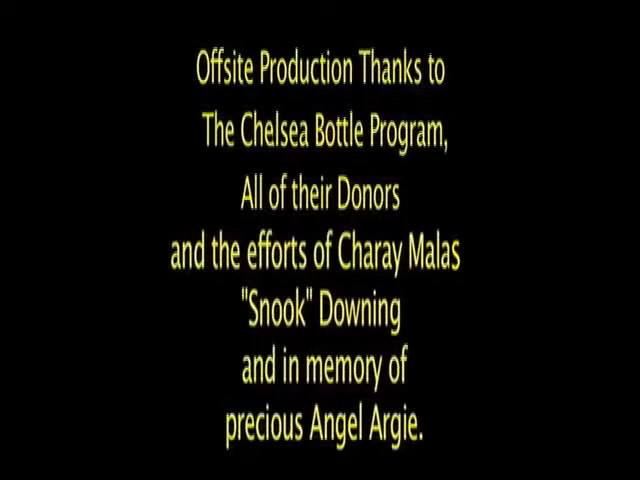 Offsite Production Thanks to
The Chelsea Bottle Program,
All of their Donors
and the efforts of Charay Malas
"Snook" Downing
and in memory of
precious Angel Argie.